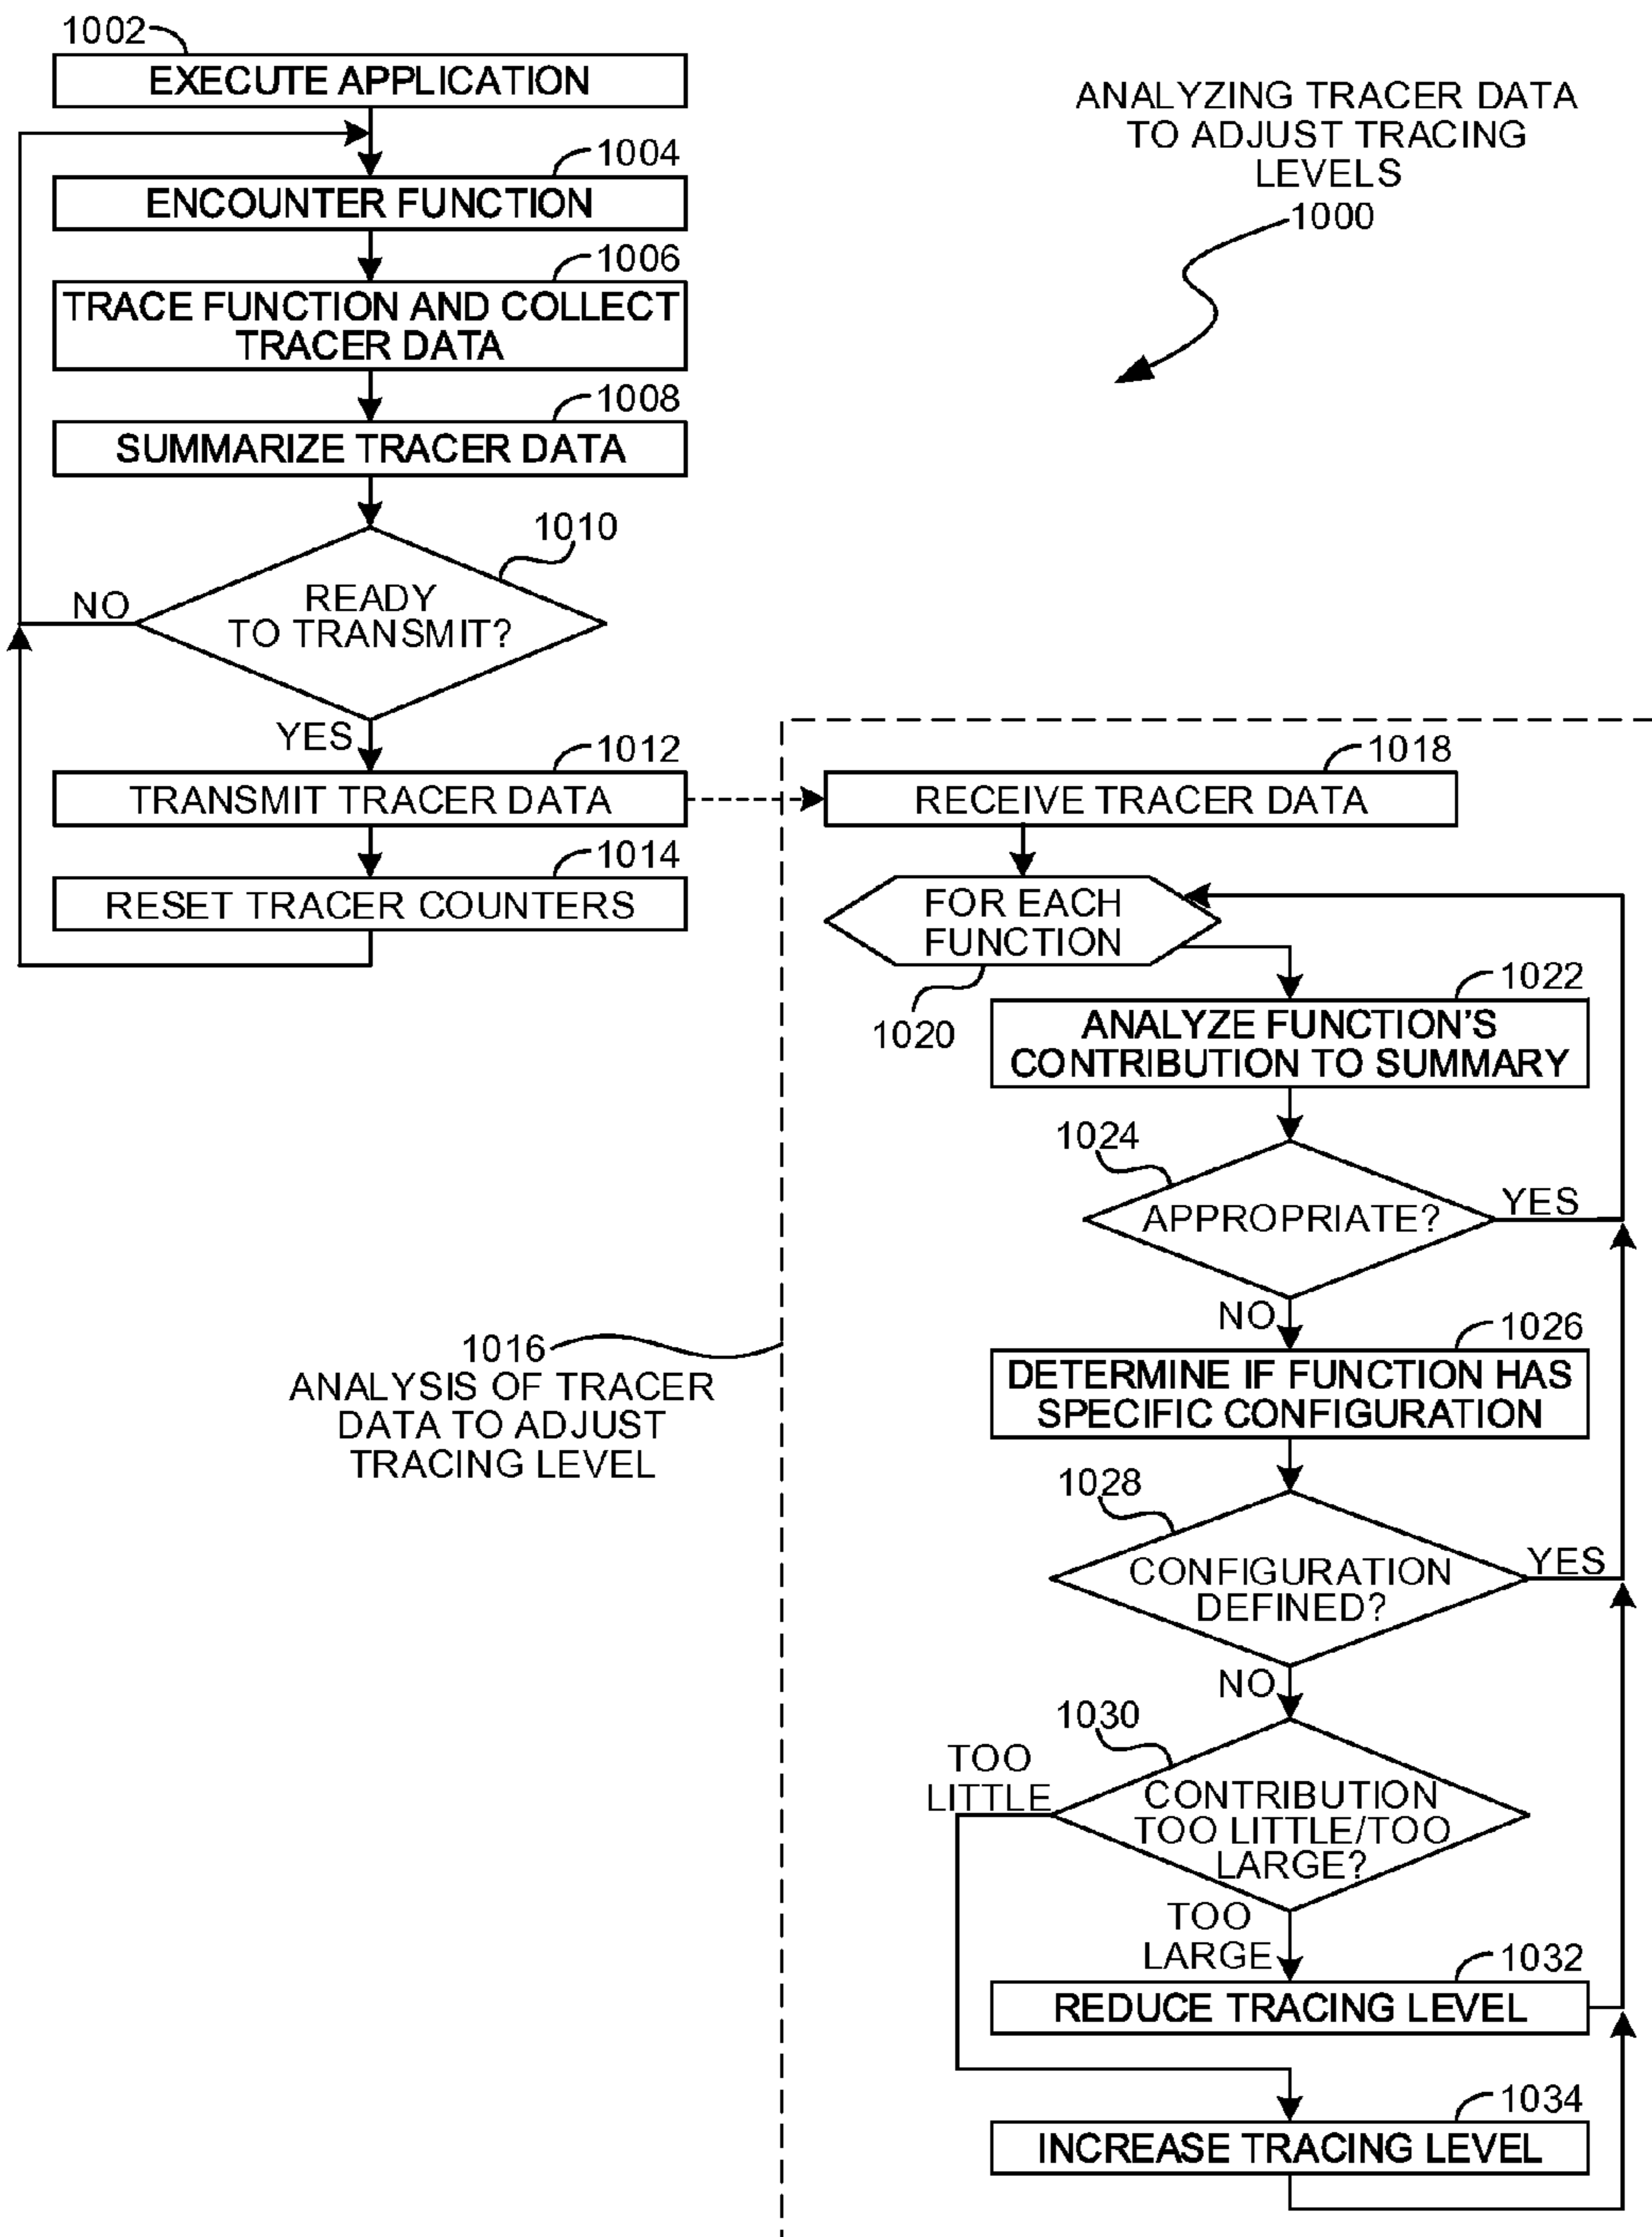 1002
EXECUTE APPLICATION
ANALYZING TRACER DATA
TO ADJUST TRACING
LEVELS
1000
1004
ENCOUNTER FUNCTION
1006
TRACE FUNCTION AND COLLECT
TRACER DATA
1008
SUMMARIZE TRACER DATA
1010
READY
TO TRANSMIT?
NO
YES
1012
TRANSMIT TRACER DATA
1014
RESET TRACER COUNTERS
1016
ANALYSIS OF TRACER
DATA TO ADJUST
TRACING LEVEL
1018
RECEIVE TRACER DATA
FOR EACH
FUNCTION
1020
1022
ANALYZE FUNCTION'S
CONTRIBUTION TO SUMMARY
1024
APPROPRIATE?
YES
NO
1026
DETERMINE IF FUNCTION HAS
SPECIFIC CONFIGURATION
1028
CONFIGURATION
DEFINED?
YES
NO
1030
TOO
LITTLE
CONTRIBUTION
TOO LITTLE/TOO
LARGE?
TOO
LARGE
1032
REDUCE TRACING LEVEL
1034
INCREASE TRACING LEVEL